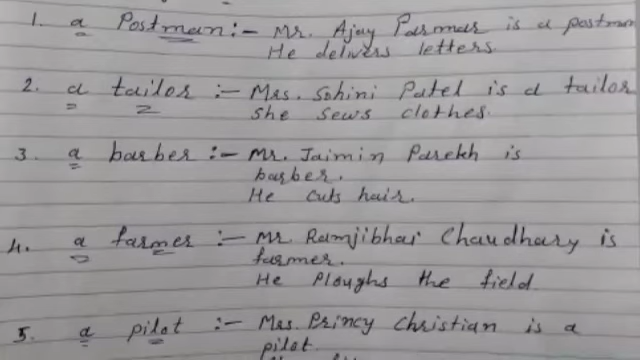 1. a Postman :- Mr. Ajay Parmar is a postman
He delivers letters.
2. a tailor :- Mrs. Sohini Patel is a tailor
She sews clothes.
3. a barber :- Mr. Jaimin Parekh is
barber.
He cuts hair.
4. a farmer :- Mr. Ramjibhai Chaudhary is
farmer.
He Ploughs the field
5. a pilot :- Mrs. Princy Christian is a
pilot.